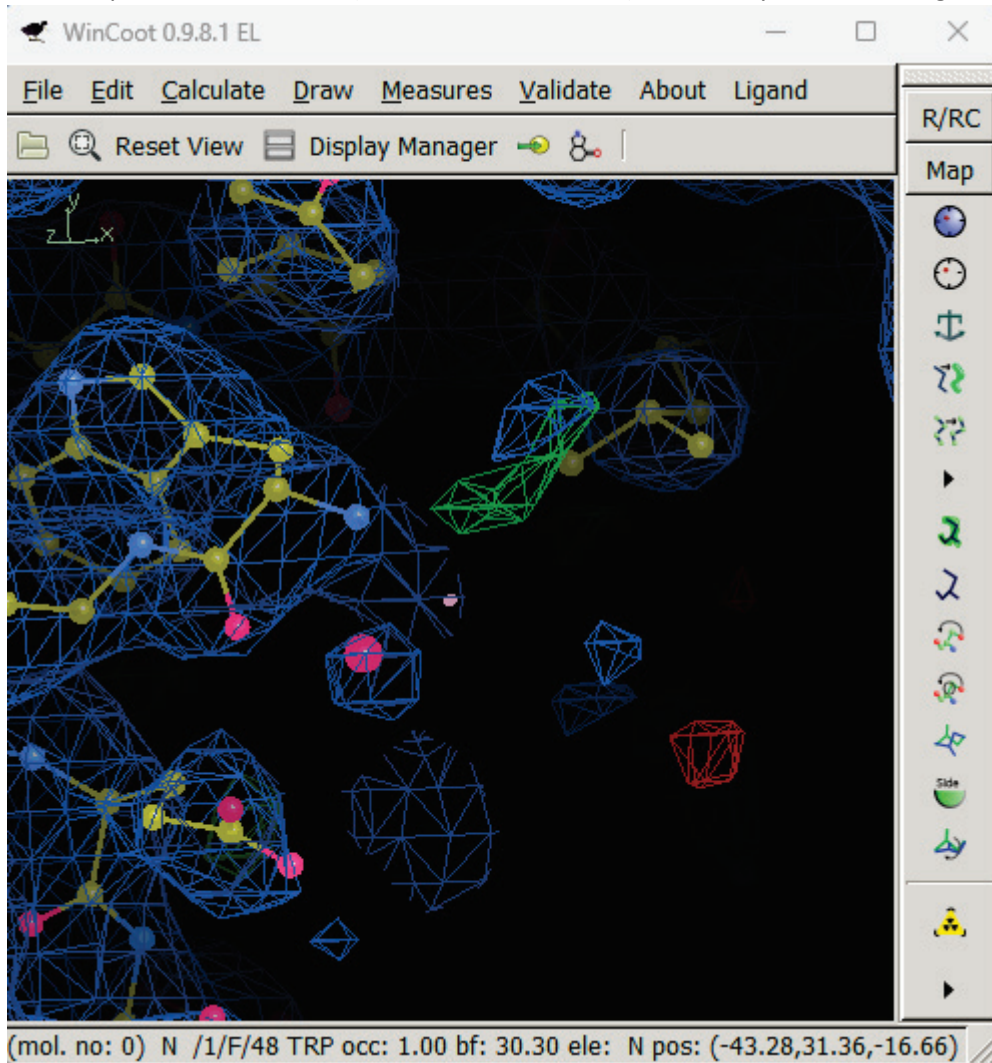 WinCoot 0.9.8.1 EL
File Edit Calculate Draw Measures Validate About Ligand
R/RC
Reset View Display Manager
Map
y
z x
Side
(mol. no: 0) N /1/F/48 TRP occ: 1.00 bf: 30.30 ele: N pos: (-43.28,31.36,-16.66)